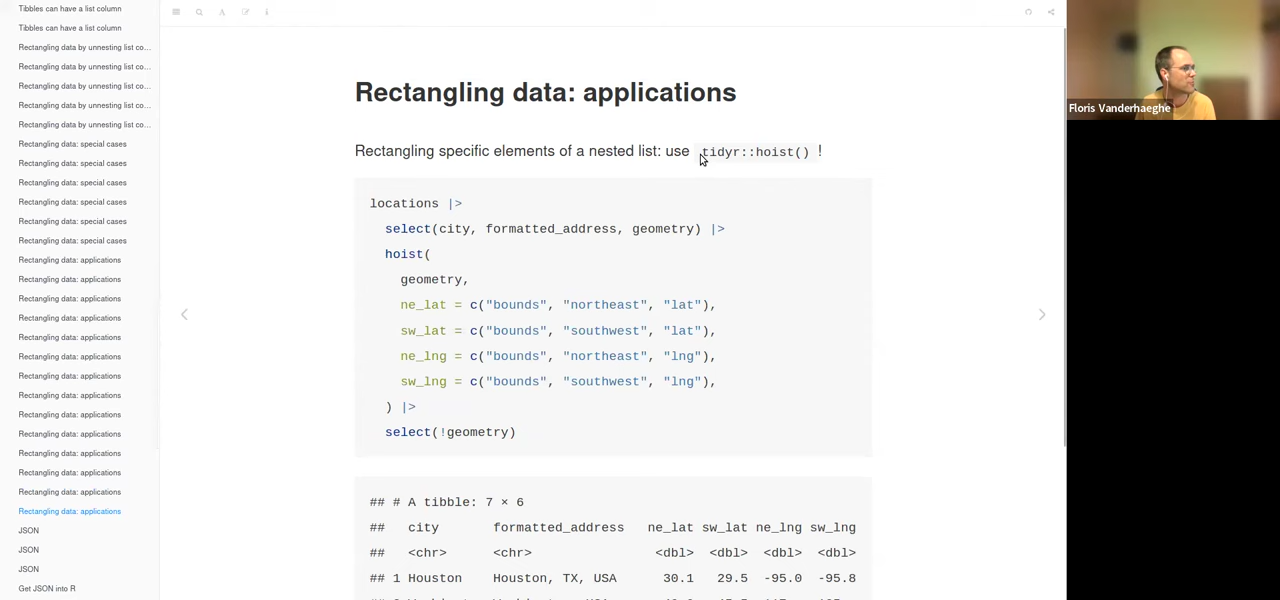 Tibbles can have a list column
Tibbles can have a list column
Rectangling data by unnesting list co...
Rectangling data by unnesting list co...
Rectangling data by unnesting list co...
Rectangling data by unnesting list co...
Rectangling data by unnesting list co...
Rectangling data: special cases
Rectangling data: special cases
Rectangling data: special cases
Rectangling data: special cases
Rectangling data: special cases
Rectangling data: special cases
Rectangling data: applications
Rectangling data: applications
Rectangling data: applications
Rectangling data: applications
Rectangling data: applications
Rectangling data: applications
Rectangling data: applications
Rectangling data: applications
Rectangling data: applications
Rectangling data: applications
Rectangling data: applications
Rectangling data: applications
Rectangling data: applications
Rectangling data: applications
JSON
JSON
JSON
Get JSON into R
Rectangling data: applications
Rectangling specific elements of a nested list: use tidyr::hoist() !
locations |>
select(city, formatted_address, geometry) |>
hoist(
geometry,
ne_lat = c("bounds", "northeast", "lat"),
sw_lat = c("bounds", "southwest", "lat"),
ne_lng = c("bounds", "northeast", "lng"),
sw_lng = c("bounds", "southwest", "lng"),
) |>
select(!geometry)
## # A tibble: 7 × 6
## city formatted_address ne_lat sw_lat ne_lng sw_lng
## <chr> <chr> <dbl> <dbl> <dbl> <dbl>
## 1 Houston Houston, TX, USA 30.1 29.5 -95.0 -95.8
Floris Vanderhaeghe